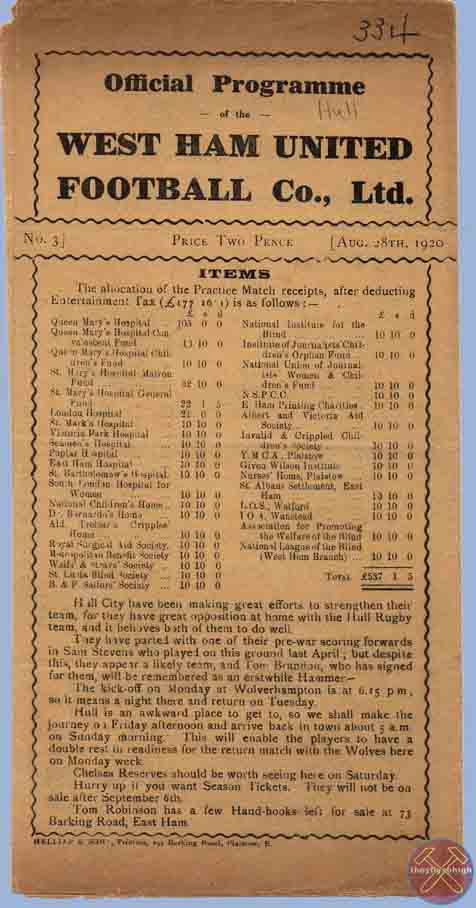 334
Official Programme
— of the —
Hull
WEST HAM UNITED
FOOTBALL Co., Ltd.
No. 3] PRICE TWO PENCE [AUG. 28TH, 1920
ITEMS
The allocation of the Practice Match receipts, after deducting
Entertainment Tax (£177 16 1) is as follows :—
£ s d
Queen Mary's Hospital ... 105 0 0
Queen Mary's Hospital Con
valescent Fund ... 10 0
Queen Mary's Hospital Chil-
dren's Fund ... 10 10 0
St. Mary's Hospital Matron
Fund ... 52 10 0
St. Mary's Hospital General
Fund ... 22 1 5
London Hospital ... 21 0 0
St. Mark's Hospital ... 10 10 0
Victoria Park Hospital ... 10 10 0
Seamen's Hospital ... 10 10 0
Poplar Hospital ... 10 10 0
East Ham Hospital ... 10 10 0
St. Bartholomew's Hospital. 10 10 0
South London Hospital for
Women ... 10 10 0
National Children's Home .. 10 10 0
Dr. Barnardo's Home ... 10 10 0
Ald. Treloar's Cripples'
Home ... 10 10 0
Royal Surgical Aid Society. 10 10 0
Metropolitan Benefit Society 10 10 0
Waifs & Strays' Society .. 10 10 0
Blind Society ... 10 10 0
B. & F. Sailors' Society ... 10 10 0
£ s d
National Institute for the
Blind ... 10 10 0
Institute of Journalists' Chil-
dren's Orphan Fund... 10 10 0
National Union of Journal-
ists' Women & Chil-
dren's Fund ... 10 10 0
N.S.P.C.C. ... 10 10 0
E. Ham Printing Charities . 10 10 0
Albert and Victoria Aid
Society... ... 10 10 0
Invalid & Crippled Chil-
dren's Society ... 10 10 0
Y.M.C.A., Plaistow ... 10 10 0
Given Wilson Institute 10 10 0
Nurses' Home, Plaistow .. 10 10 0
St. Albans Settlement, East
Ham ... 10 10 0
Watford ... 10 10 0
Wanstead ... 10 10 0
Association for Promoting
the Welfare of the Blind 10 10 0
National League of the Blind
(West Ham Branch) ... 10 10 0
TOTAL £537 1 5
Hull City have been making great efforts to strengthen their
team, for they have great opposition at home with the Hull Rugby
team, and it behoves both of them to do well.
They have parted with one of their pre-war scoring forwards
in Sam Stevens who played on this ground last April ; but despite
this, they appear a likely team, and Tom Brandon, who has signed
for them, will be remembered as an erstwhile Hammer.—
The kick-off on Monday at Wolverhampton is at 6.15 p.m,
so it means a night there and return on Tuesday.
Hull is an awkward place to get to, so we shall make the
journey on Friday afternoon and arrive back in town about 5 a.m.
on Sunday morning. This will enable the players to have a
double rest in readiness for the return match with the Wolves here
on Monday week.
Chelsea Reserves should be worth seeing here on Saturday.
Hurry up if you want Season Tickets. They will not be on
sale after September 6th.
Tom Robinson has a few Hand-books left for sale at 73
Barking Road, East Ham.
HELLIAR & SONS, Printers, Barking Road, Plaistow, E.
theyflysohigh